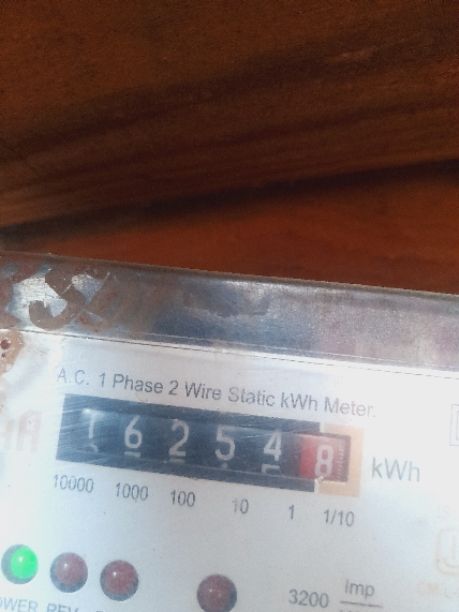 A.C. 1 Phase 2 Wire Static kWh Meter.
1 6 2 5 4 8 kWh
10000 1000 100 10 1 1/10
3200 imp